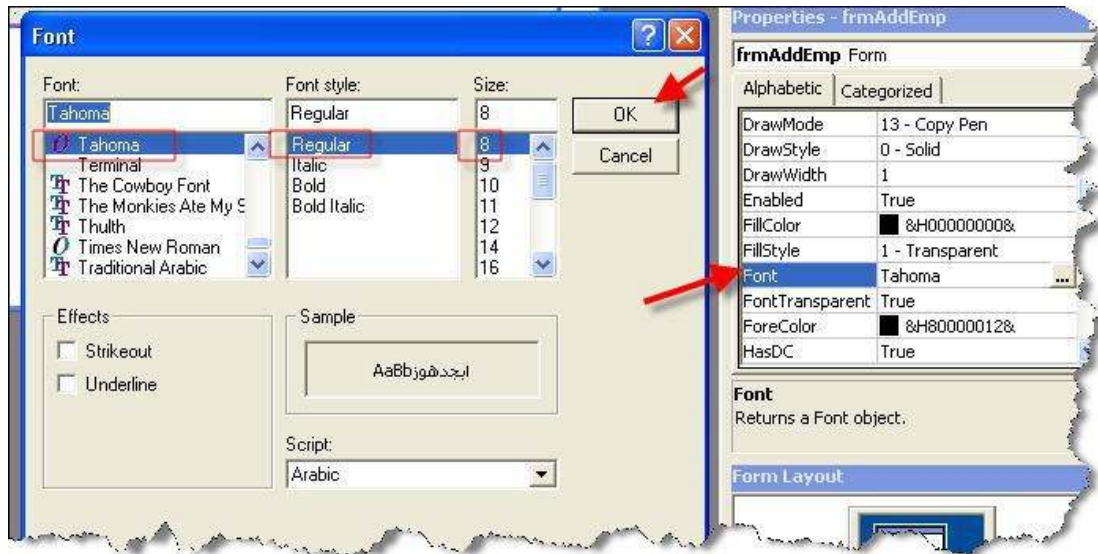 Font
Font:
Tahoma
Tahoma
Terminal
The Cowboy Font
The Monkies Ate My S
Thulth
Times New Roman
Traditional Arabic
Font style:
Regular
Regular
Italic
Bold
Bold Italic
Size:
8
8
9
10
11
12
14
16
OK
Cancel
Effects
Strikeout
Underline
Sample
AaBbابجدهوز
Script:
Arabic
Properties - frmAddEmp
frmAddEmp Form
Alphabetic Categorized
DrawMode 13 - Copy Pen
DrawStyle 0 - Solid
DrawWidth 1
Enabled True
FillColor &H00000000&
FillStyle 1 - Transparent
Font Tahoma ...
FontTransparent True
ForeColor &H80000012&
HasDC True
Font
Returns a Font object.
Form Layout